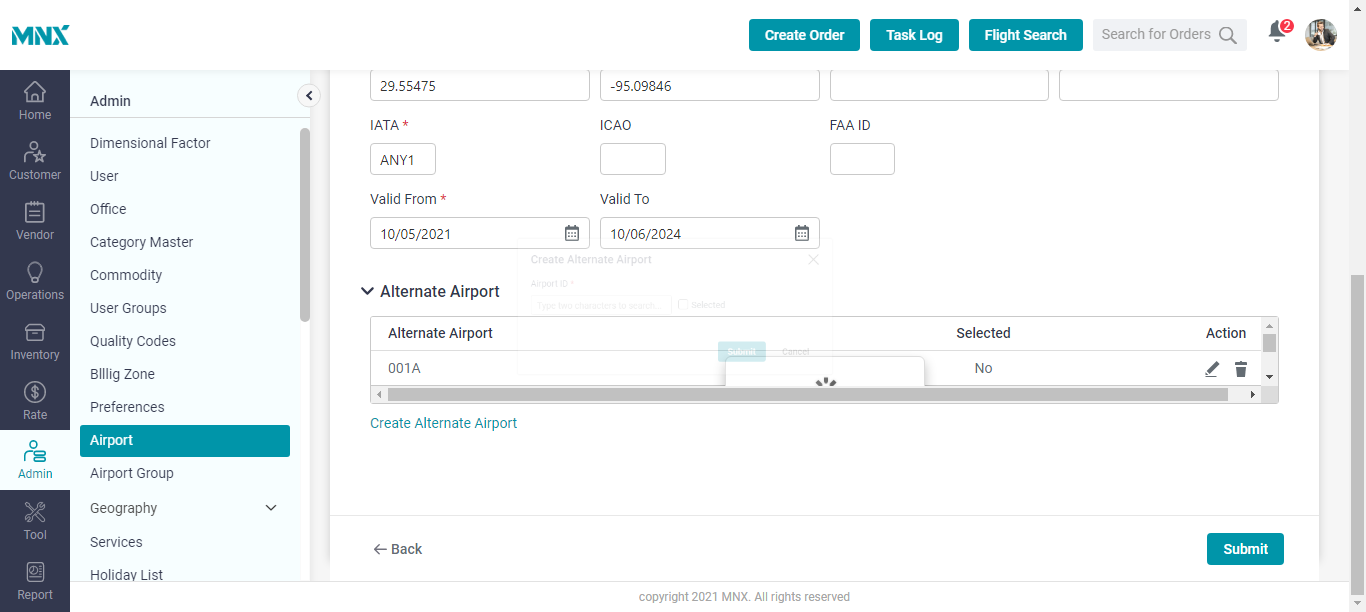 MNX
Create Order
Task Log
Flight Search
Search for Orders
2
Home
Customer
Vendor
Operations
Inventory
Rate
Admin
Tool
Report
Admin
Dimensional Factor
User
Office
Category Master
Commodity
User Groups
Quality Codes
BIllig Zone
Preferences
Airport
Airport Group
Geography
Services
Holiday List
29.55475
-95.09846
IATA *
ICAO
FAA ID
ANY1
Valid From *
Valid To
10/05/2021
10/06/2024
Create Alternate Airport
Airport ID *
Type two characters to search...
Selected
Submit
Cancel
Alternate Airport
Alternate Airport
Selected
Action
001A
No
Create Alternate Airport
Back
Submit
copyright 2021 MNX. All rights reserved